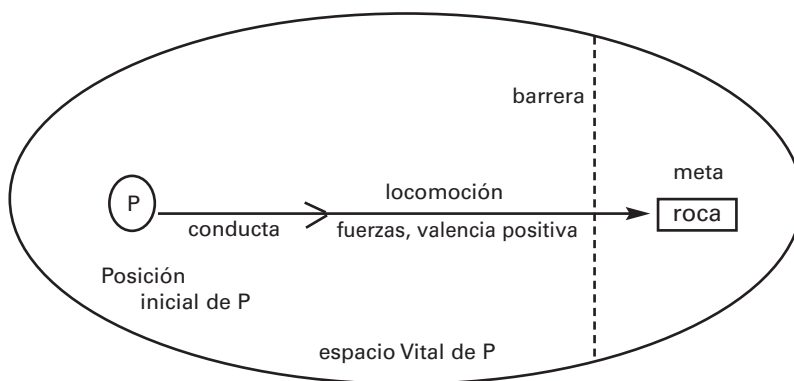 barrera
meta
locomoción
P
roca
conducta
fuerzas, valencia positiva
Posición
inicial de P
espacio Vital de P